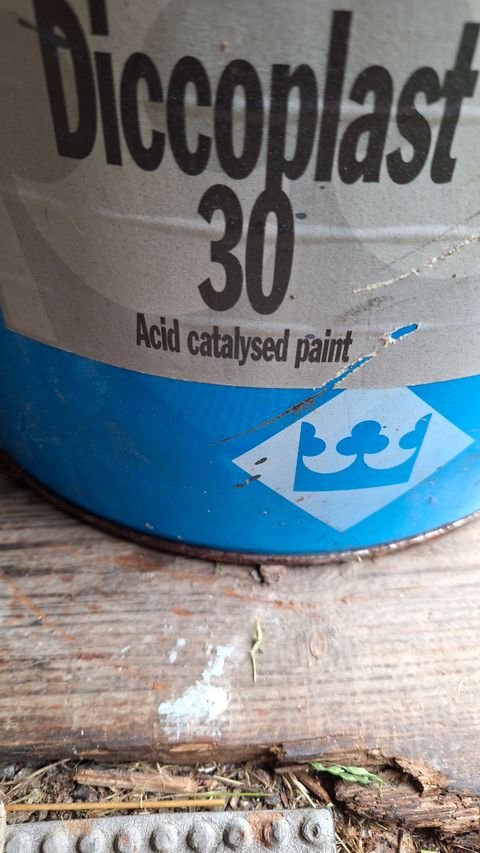 Diccoplast
30
Acid catalysed paint